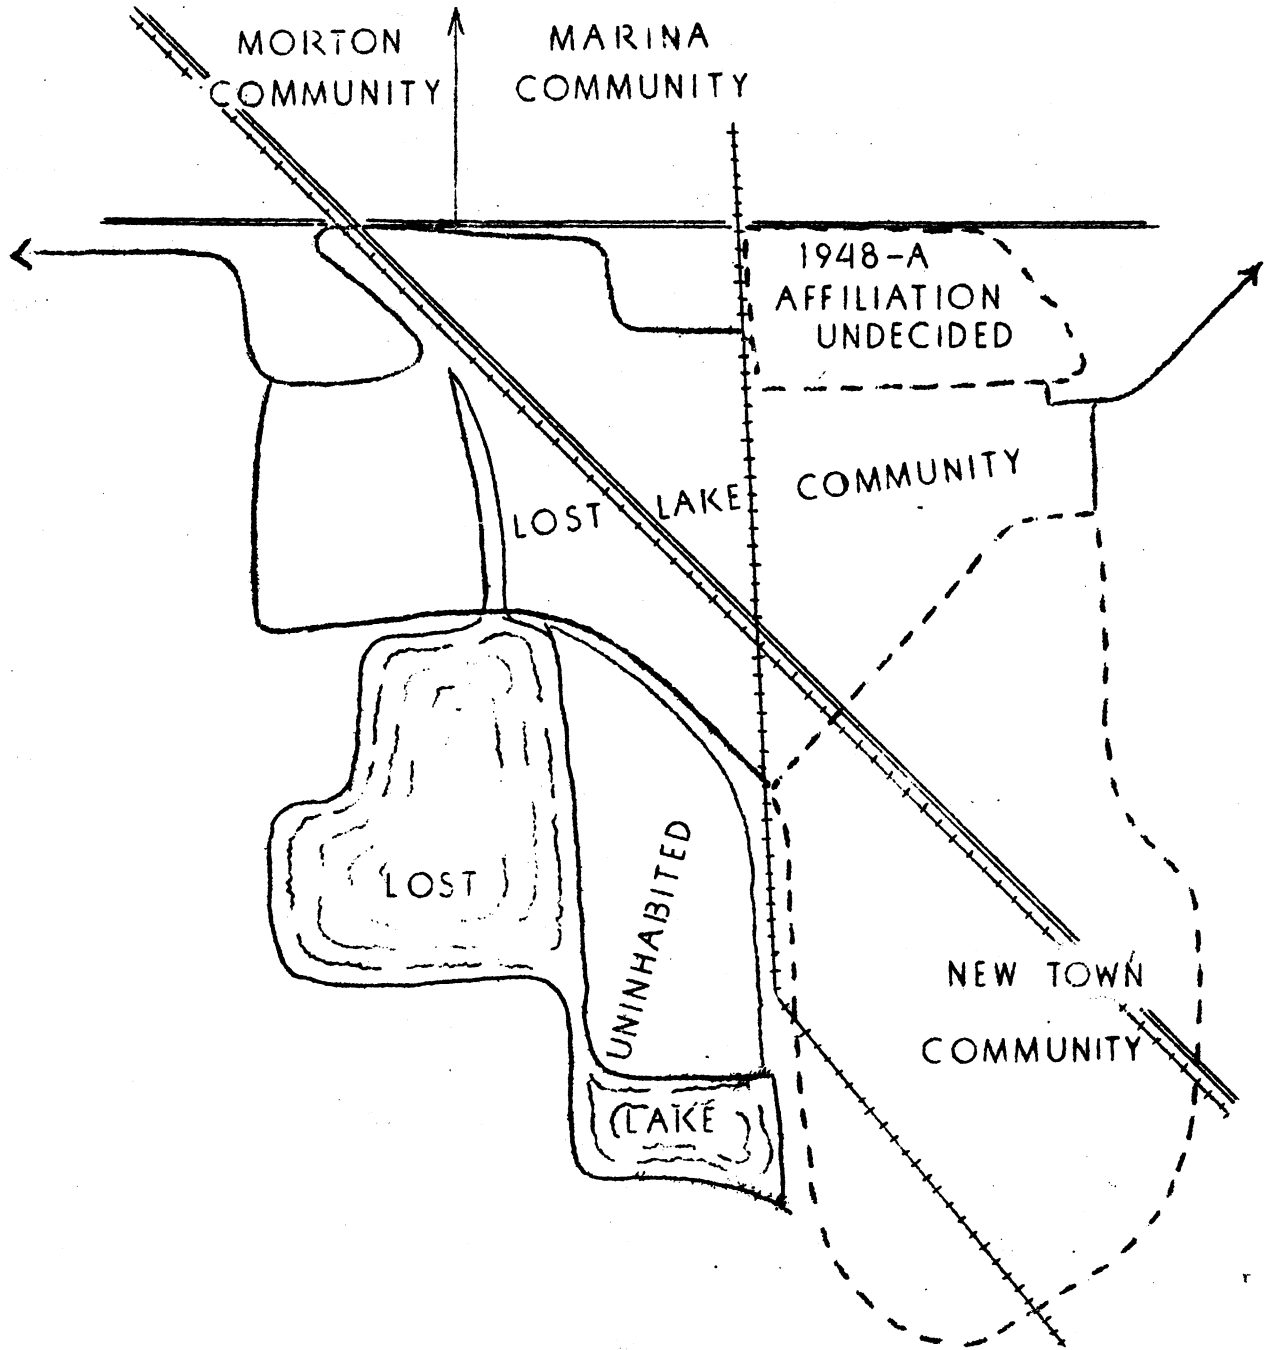 MORTON
COMMUNITY
MARINA
COMMUNITY
1948-A
AFFILIATION
UNDECIDED
LOST LAKE COMMUNITY
LOST
UNINHABITED
LAKE
NEW TOWN
COMMUNITY
r